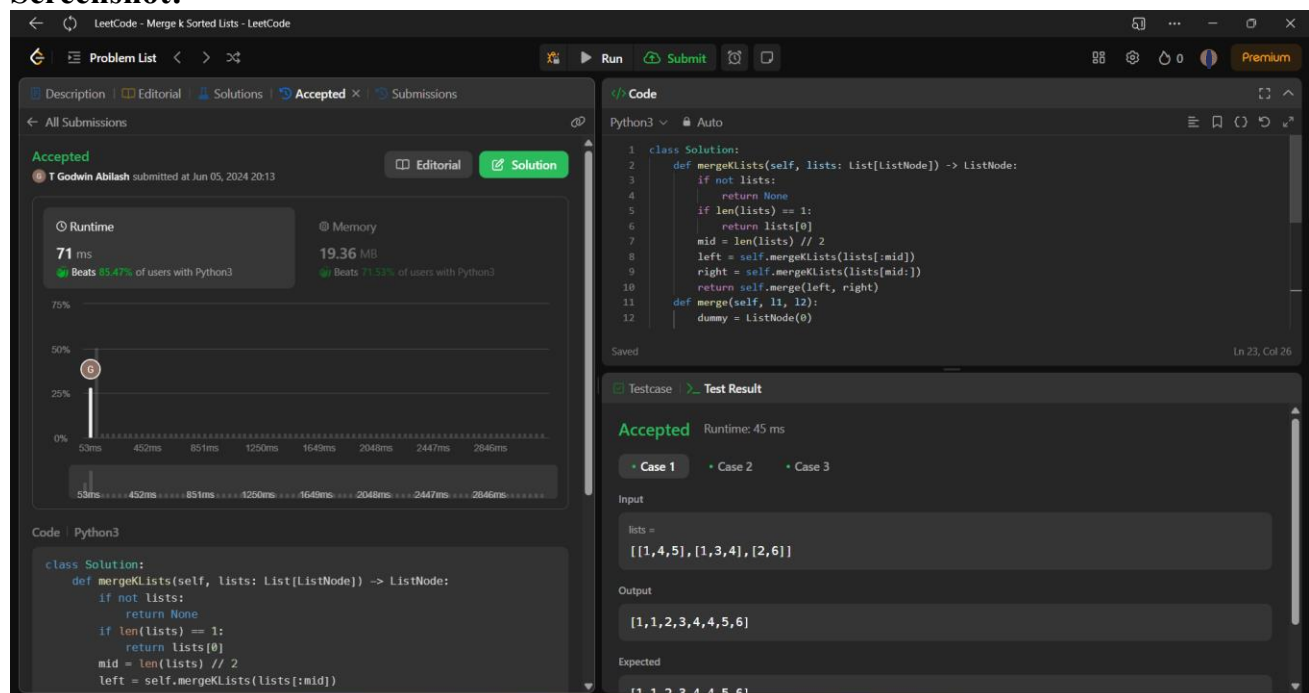 Screenshot:
LeetCode - Merge k Sorted Lists - LeetCode
Problem List
Run
Submit
0
Premium
Description
Editorial
Solutions
Accepted
Submissions
All Submissions
Accepted
Editorial
Solution
G
T Godwin Abilash submitted at Jun 05, 2024 20:13
Runtime
Memory
71 ms
19.36 MB
Beats 85.47% of users with Python3
Beats 71.53% of users with Python3
75%
50%
G
25%
0%
53ms 452ms 851ms 1250ms 1649ms 2048ms 2447ms 2846ms
53ms 452ms 851ms 1250ms 1649ms 2048ms 2447ms 2846ms
Code | Python3
class Solution:
def mergeKLists(self, lists: List[ListNode]) -> ListNode:
if not lists:
return None
if len(lists) == 1:
return lists[0]
mid = len(lists) // 2
left = self.mergeKLists(lists[:mid])
</> Code
Python3
Auto
1 class Solution:
2 def mergeKLists(self, lists: List[ListNode]) -> ListNode:
3 if not lists:
4 return None
5 if len(lists) == 1:
6 return lists[0]
7 mid = len(lists) // 2
8 left = self.mergeKLists(lists[:mid])
9 right = self.mergeKLists(lists[mid:])
10 return self.merge(left, right)
11 def merge(self, l1, l2):
12 dummy = ListNode(0)
Saved
Ln 23, Col 26
Testcase
Test Result
Accepted Runtime: 45 ms
• Case 1 • Case 2 • Case 3
Input
lists =
[[1,4,5],[1,3,4],[2,6]]
Output
[1,1,2,3,4,4,5,6]
Expected
[1,1,2,3,4,4,5,6]